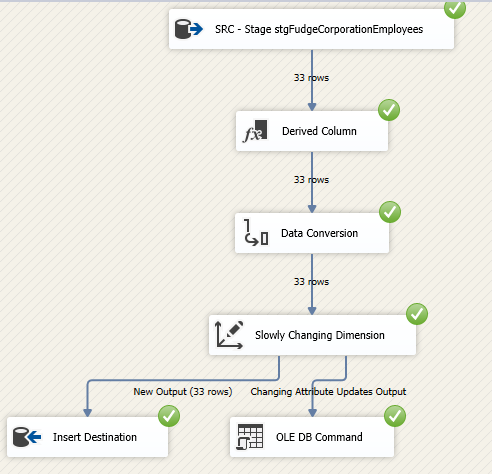 SRC - Stage stgFudgeCorporationEmployees
33 rows
Derived Column
33 rows
Data Conversion
33 rows
Slowly Changing Dimension
New Output (33 rows)
Changing Attribute Updates Output
Insert Destination
OLE DB Command